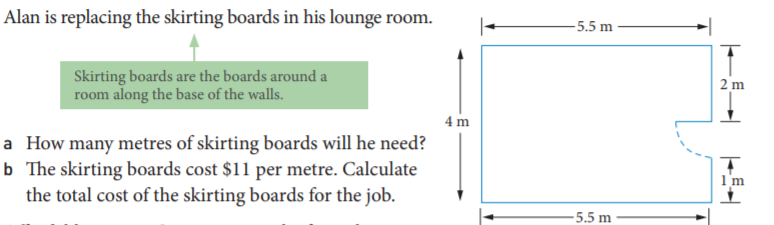 Alan is replacing the skirting boards in his lounge room.
Skirting boards are the boards around a
room along the base of the walls.
a How many metres of skirting boards will he need?
b The skirting boards cost $11 per metre. Calculate
the total cost of the skirting boards for the job.
5.5 m
2 m
4 m
1 m
5.5 m